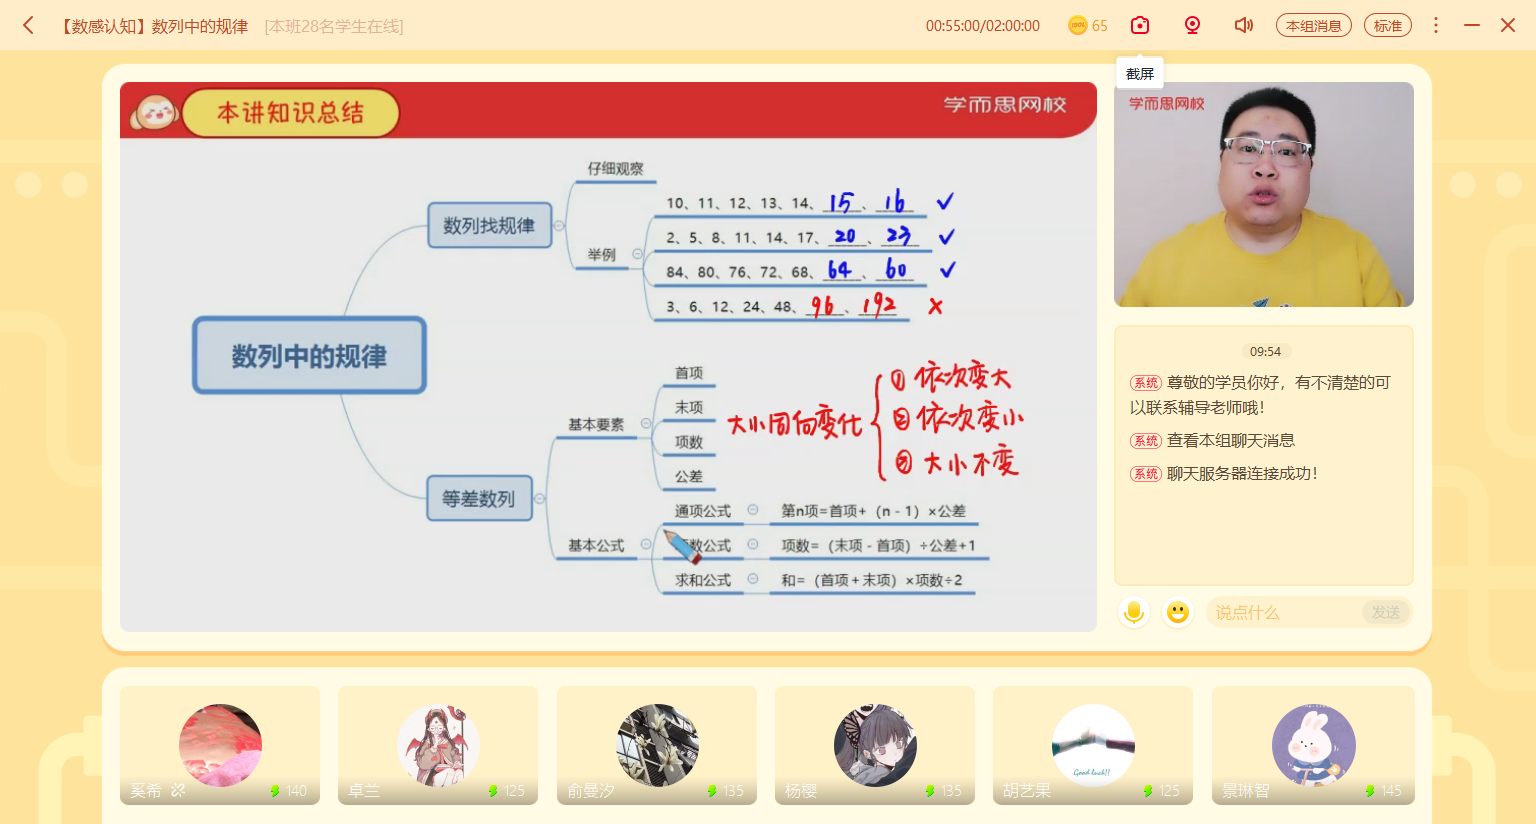 【数感认知】数列中的规律 [本班28名学生在线] 00:55:00/02:00:00 100% 65 本组消息 标准
截屏
本讲知识总结 学而思网校
学而思网校
仔细观察
数列找规律
举例
10、11、12、13、14、15、16 ✓
2、5、8、11、14、17、20、23 ✓
84、80、76、72、68、64、60 ✓
3、6、12、24、48、96、192 ×
数列中的规律
首项
末项
基本要素
项数
公差
大小同向变化
① 依次变大
② 依次变小
③ 大小不变
等差数列
基本公式
通项公式 第n项=首项+（n - 1）×公差
数公式 项数=（末项 - 首项）÷公差+1
求和公式 和=（首项+末项）×项数÷2
09:54
系统 尊敬的学员你好，有不清楚的可
以联系辅导老师哦！
系统 查看本组聊天消息
系统 聊天服务器连接成功！
说点什么 发送
Good luck!!
奚希 140
卓兰 125
俞曼汐 135
杨樱 135
胡艺果 125
景琳智 145